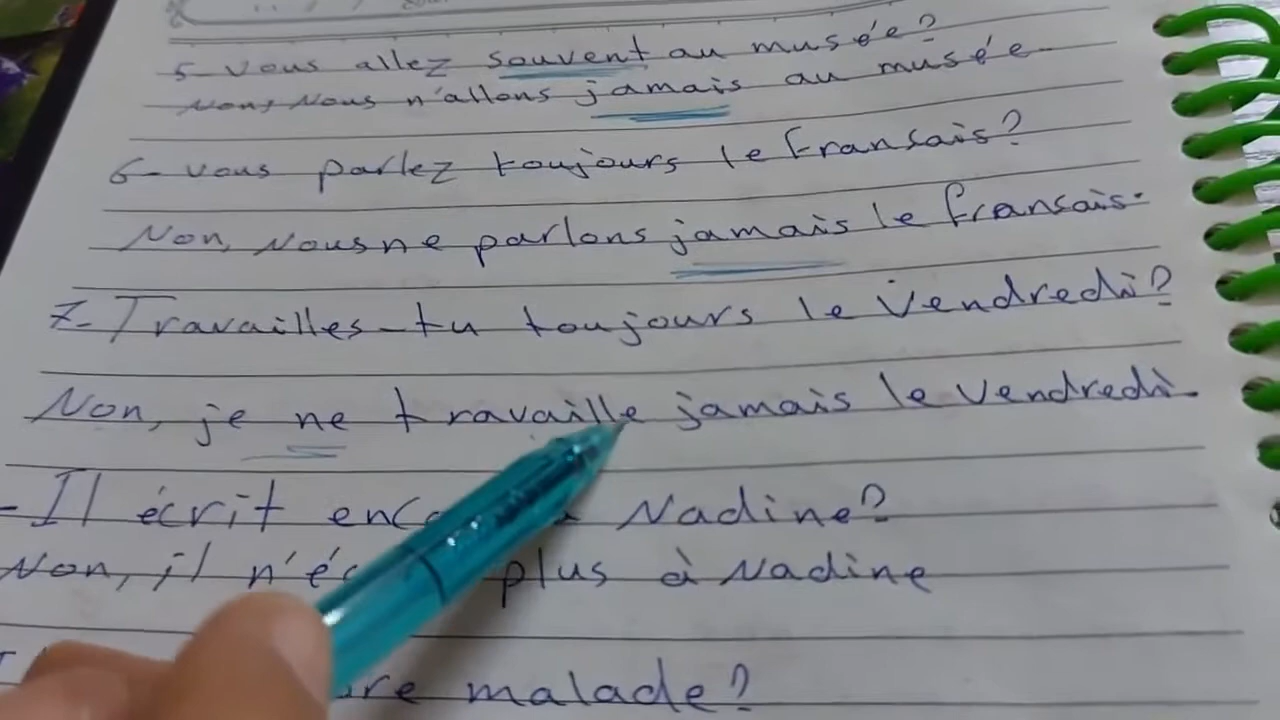 5- vous allez souvent au musée?
Non, Nous n'allons jamais au musée
6- vous parlez toujours le fransais?
Non, Nous ne parlons jamais le fransais.
7- Travailles-tu toujours le Vendredi?
Non, je ne travaille jamais le Vendredi.
- Il écrit Nadine?
Non, il plus à Nadine
malade?